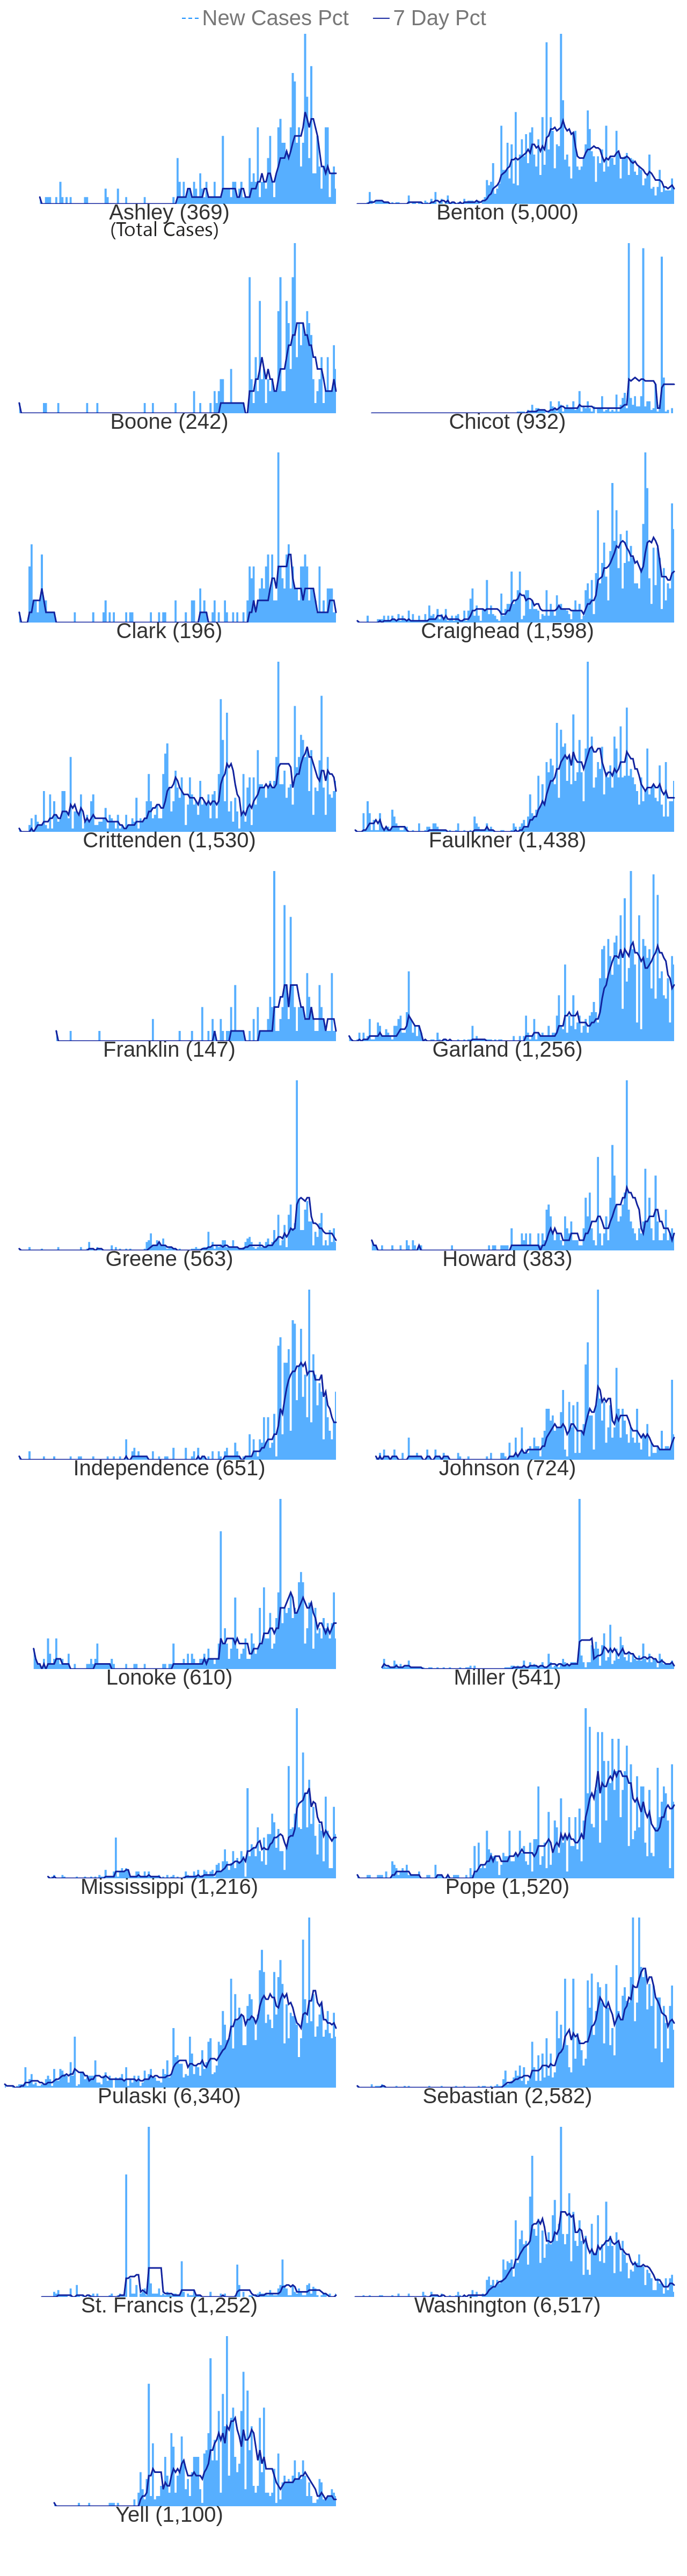 New Cases Pct 7 Day Pct
Ashley (369) Benton (5,000)
(Total Cases)
Boone (242) Chicot (932)
Clark (196) Craighead (1,598)
Crittenden (1,530) Faulkner (1,438)
Franklin (147) Garland (1,256)
Greene (563) Howard (383)
Independence (651) Johnson (724)
Lonoke (610) Miller (541)
Mississippi (1,216) Pope (1,520)
Pulaski (6,340) Sebastian (2,582)
St. Francis (1,252) Washington (6,517)
Yell (1,100)